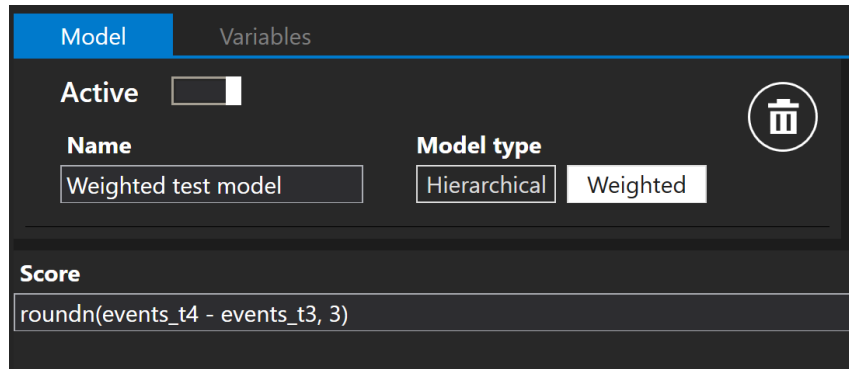 Model Variables
Active
Name Model type
Weighted test model Hierarchical Weighted
Score
roundn(events_t4 - events_t3, 3)